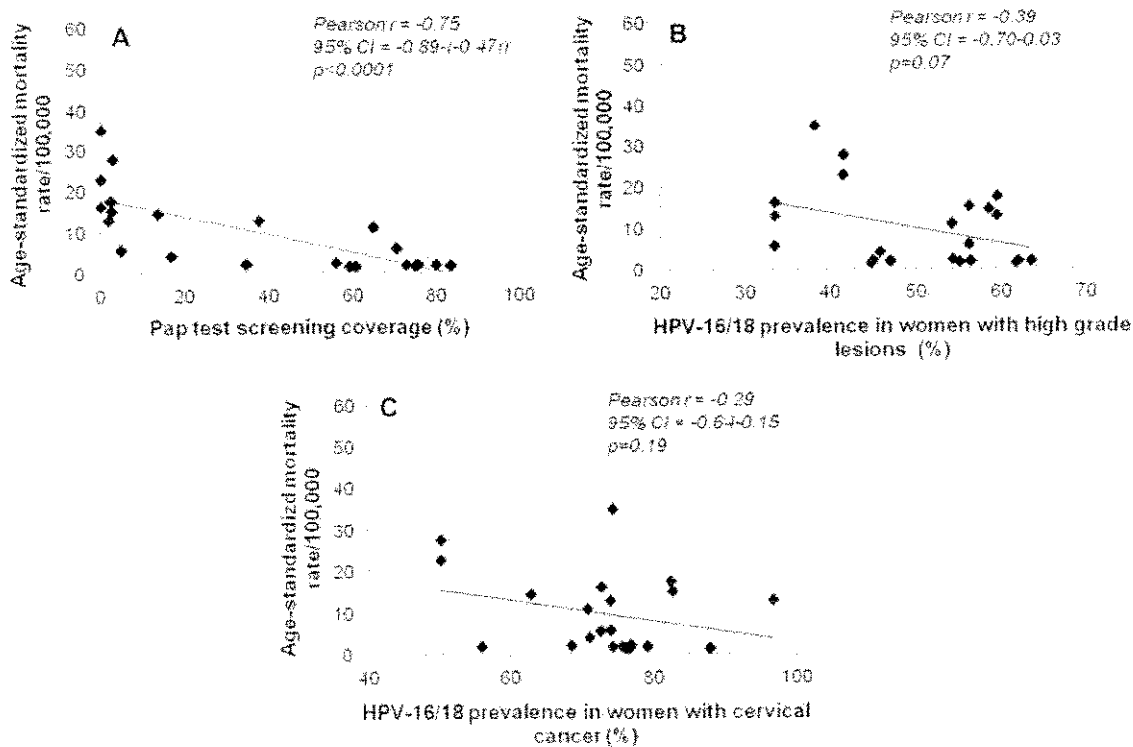 A
Pearson r = -0.75
95% CI = -0.89-(-0.47)
p<0.0001
Age-standardized mortality
rate/100,000
60
50
40
30
20
10
0
0 20 40 60 80 100
Pap test screening coverage (%)
B
Pearson r = -0.39
95% CI = -0.70-0.03
p=0.07
Age-standardized mortality
rate/100,000
60
50
40
30
20
10
0
20 30 40 50 60 70
HPV-16/18 prevalence in women with high grade
lesions (%)
C
Pearson r = -0.29
95% CI = -0.64-0.15
p=0.19
Age-standardized mortality
rate/100,000
60
50
40
30
20
10
0
40 60 80 100
HPV-16/18 prevalence in women with cervical
cancer (%)